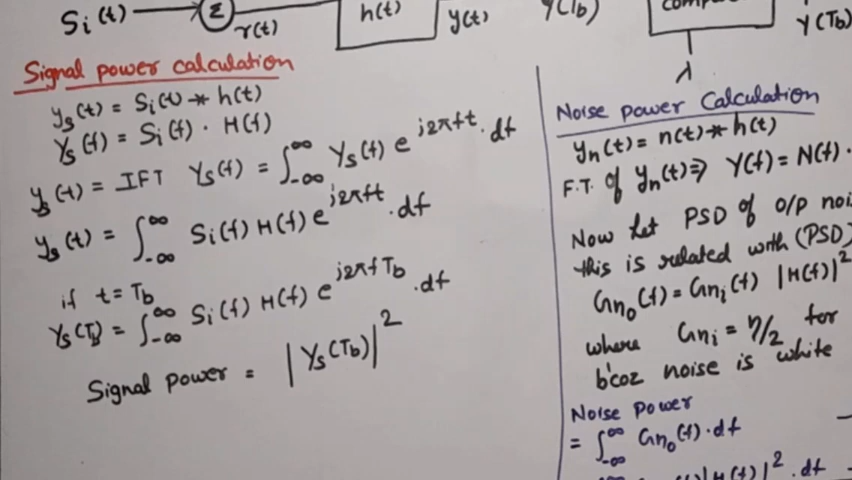 Si(t) Σ r(t) h(t) y(t) Y(Tb) Y(Tb)
λ
Signal power calculation
ys(t) = Si(t) * h(t)
Ys(f) = Si(f) . H(f)
ys(t) = IFT Ys(f) = ∫_-∞^∞ Ys(f) e^j2πft . df
ys(t) = ∫_-∞^∞ Si(f) H(f) e^j2πft . df
if t = Tb
Ys(Tb) = ∫_-∞^∞ Si(f) H(f) e^j2πfTb . df
Signal power = |Ys(Tb)|^2
Noise power Calculation
yn(t) = n(t) * h(t)
F.T. of yn(t) ⇒ Y(f) = N(f) .
Now let PSD of o/p noi
this is related with (PSD)
Gno(f) = Gni(f) |H(f)|^2
where Gni = η/2 for
b'coz noise is white
Noise Power
= ∫_-∞^∞ Gno(f) . df
|H(f)|^2 . df